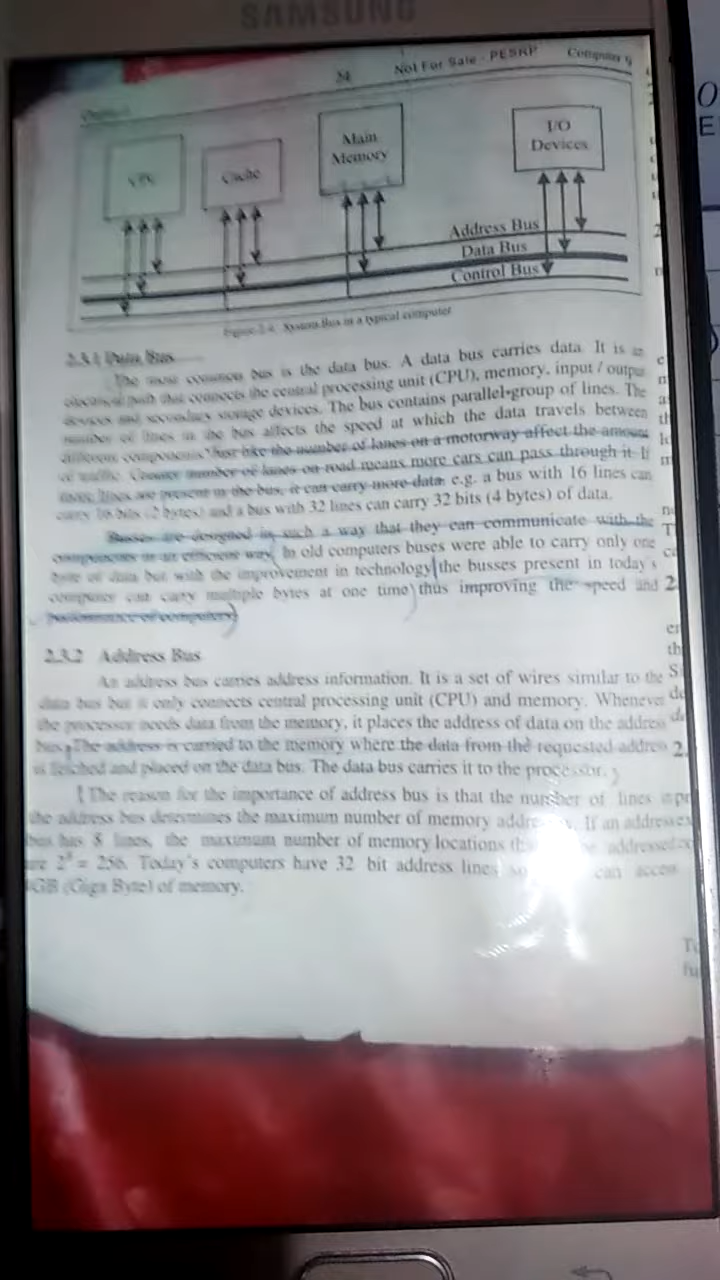 SAMSUNG
24 Not For Sale - PESRP Computer
CPU
Cache
Main
Memory
I/O
Devices
Address Bus
Data Bus
Control Bus
Figure 2.4: System Bus in a typical computer
2.3.1 Data Bus
The most common bus is the data bus. A data bus carries data. It is an
electrical path that connects the central processing unit (CPU), memory, input / output
devices and secondary storage devices. The bus contains parallel group of lines. The
number of lines in the bus affects the speed at which the data travels between
different components. Just like the number of lanes on a motorway affect the amount
of traffic. Greater number of lanes on road means more cars can pass through it. If
more lines are present in the bus, it can carry more data. e.g. a bus with 16 lines can
carry 16 bits (2 bytes) and a bus with 32 lines can carry 32 bits (4 bytes) of data.
Busses are designed in such a way that they can communicate with the
components in an efficient way. In old computers buses were able to carry only one
byte of data but with the improvement in technology the busses present in today's
computer can carry multiple bytes at one time thus improving the speed and
performance of computers.
2.3.2 Address Bus
An address bus carries address information. It is a set of wires similar to the
data bus but it only connects central processing unit (CPU) and memory. Whenever
the processor needs data from the memory, it places the address of data on the address
bus. The address is carried to the memory where the data from the requested address
is fetched and placed on the data bus. The data bus carries it to the processor.
The reason for the importance of address bus is that the number of lines in
the address bus determines the maximum number of memory addresses. If an address
bus has 8 lines, the maximum number of memory locations addressed
are 2⁸ = 256. Today's computers have 32 bit address lines so can access
GB (Giga Byte) of memory.